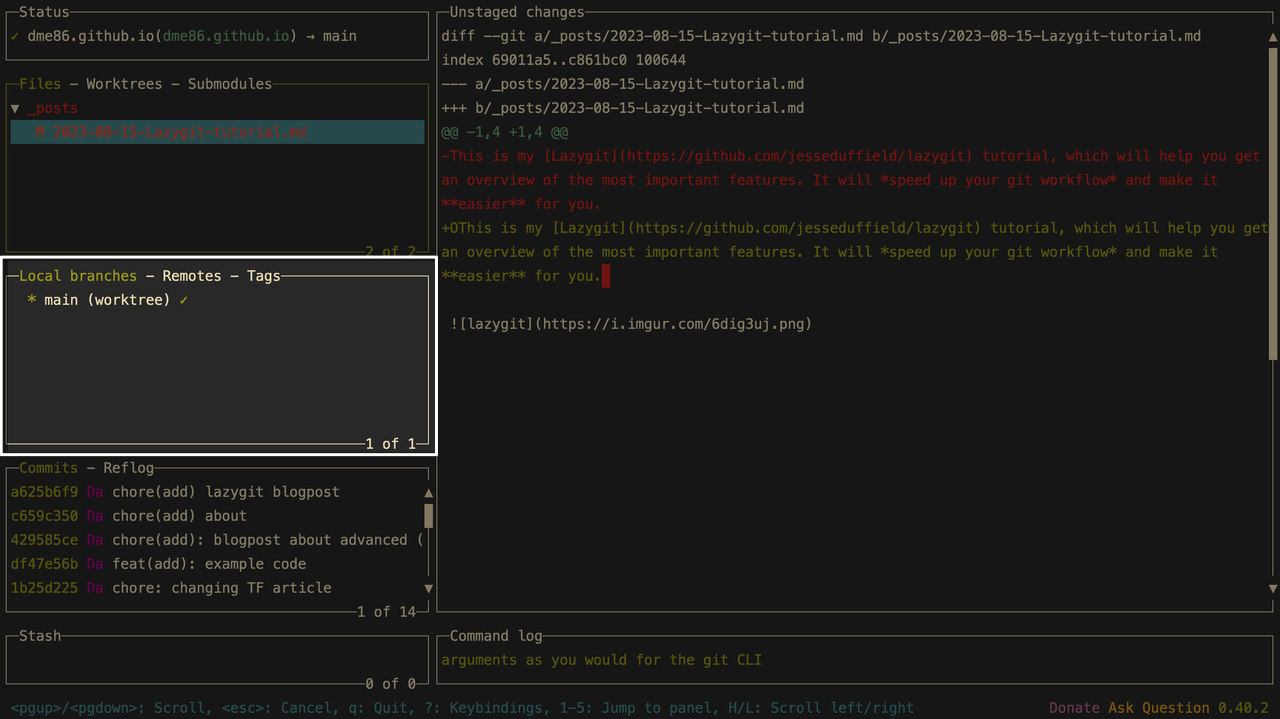 Status
✓ dme86.github.io(dme86.github.io) → main
Files — Worktrees — Submodules
▼ _posts
M 2023-08-15-Lazygit-tutorial.md
2 of 2
Local branches — Remotes — Tags
* main (worktree) ✓
1 of 1
Commits — Reflog
a625b6f9 Da chore(add) lazygit blogpost
c659c350 Da chore(add) about
429585ce Da chore(add): blogpost about advanced (
df47e56b Da feat(add): example code
1b25d225 Da chore: changing TF article
1 of 14
Stash
0 of 0
Unstaged changes
diff --git a/_posts/2023-08-15-Lazygit-tutorial.md b/_posts/2023-08-15-Lazygit-tutorial.md
index 69011a5..c861bc0 100644
--- a/_posts/2023-08-15-Lazygit-tutorial.md
+++ b/_posts/2023-08-15-Lazygit-tutorial.md
@@ -1,4 +1,4 @@
-This is my [Lazygit](https://github.com/jesseduffield/lazygit) tutorial, which will help you get
an overview of the most important features. It will *speed up your git workflow* and make it
**easier** for you.
+OThis is my [Lazygit](https://github.com/jesseduffield/lazygit) tutorial, which will help you get
an overview of the most important features. It will *speed up your git workflow* and make it
**easier** for you.
![lazygit](https://i.imgur.com/6dig3uj.png)
Command log
arguments as you would for the git CLI
<pgup>/<pgdown>: Scroll, <esc>: Cancel, q: Quit, ?: Keybindings, 1-5: Jump to panel, H/L: Scroll left/right
Donate Ask Question 0.40.2